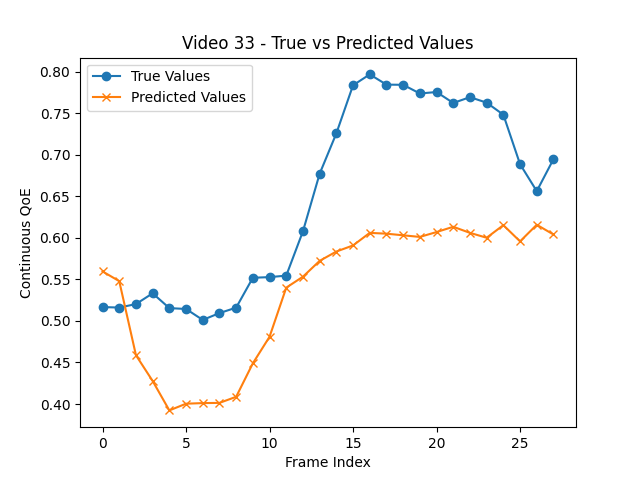 Video 33 - True vs Predicted Values
True Values
Predicted Values
Continuous QoE
0.80
0.75
0.70
0.65
0.60
0.55
0.50
0.45
0.40
0 5 10 15 20 25
Frame Index